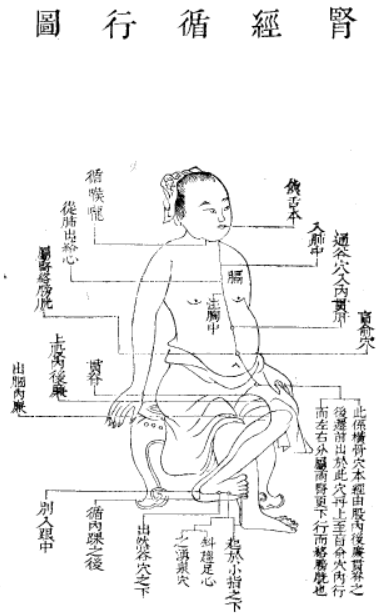 腎經循行圖
俠舌本
入肺中
通谷穴入內貫肝
肓俞穴
循喉嚨
從肺出絡心
屬腎絡膀胱
膈
注胸中
上股內後廉
貫脊
出膕內廉
此係橫骨穴本經由股內後廉貫脊之
後還前出於此穴再上至肓俞穴內行
而左右分屬兩腎更下行而絡膀胱也
起於小指之下
斜趨足心
之湧泉穴
出然谷穴之下
循內踝之後
別入跟中